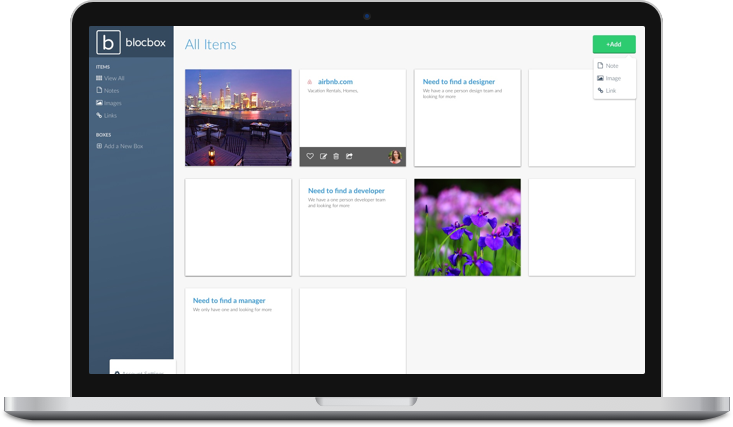 b blocbox
All Items
+Add
Note
Image
Link
ITEMS
View All
Notes
Images
Links
BOXES
Add a New Box
airbnb.com
Vacation Rentals, Homes,
Need to find a designer
We have a one person design team and
looking for more
Need to find a developer
We have a one person developer team
and looking for more
Need to find a manager
We only have one and looking for more